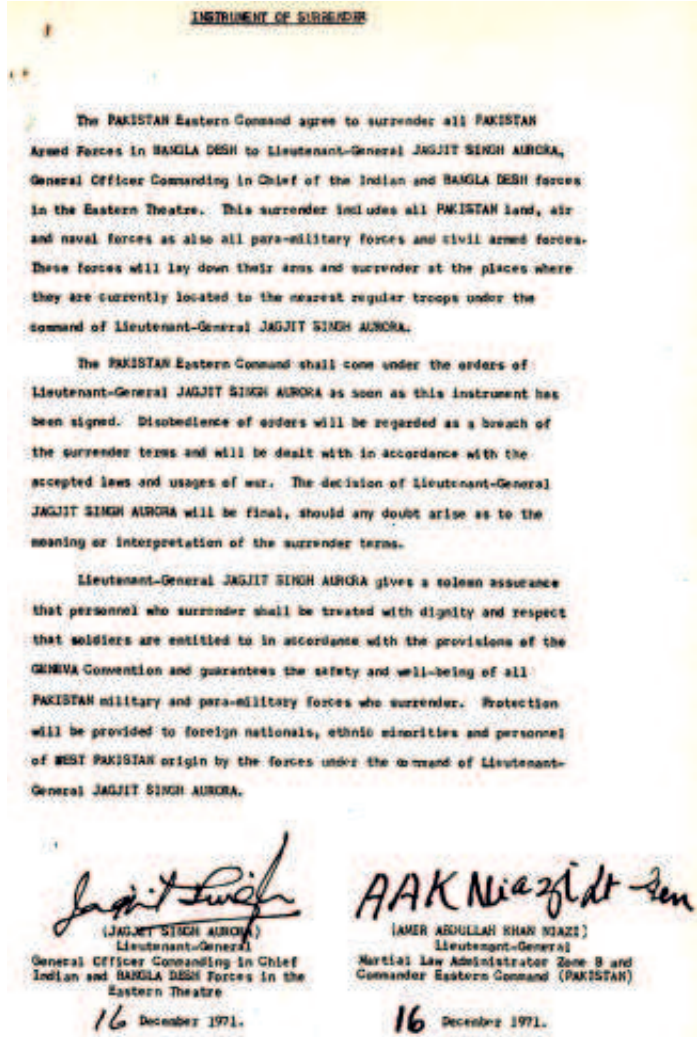 INSTRUMENT OF SURRENDER
The PAKISTAN Eastern Command agree to surrender all PAKISTAN
Armed Forces in BANGLA DESH to Lieutenant-General JAGJIT SINGH AURORA,
General Officer Commanding in Chief of the Indian and BANGLA DESH forces
in the Eastern Theatre. This surrender includes all PAKISTAN land, air
and naval forces as also all para-military forces and civil armed forces.
These forces will lay down their arms and surrender at the places where
they are currently located to the nearest regular troops under the
command of Lieutenant-General JAGJIT SINGH AURORA.
The PAKISTAN Eastern Command shall come under the orders of
Lieutenant-General JAGJIT SINGH AURORA as soon as this instrument has
been signed. Disobedience of orders will be regarded as a breach of
the surrender terms and will be dealt with in accordance with the
accepted laws and usages of war. The decision of Lieutenant-General
JAGJIT SINGH AURORA will be final, should any doubt arise as to the
meaning or interpretation of the surrender terms.
Lieutenant-General JAGJIT SINGH AURORA gives a solemn assurance
that personnel who surrender shall be treated with dignity and respect
that soldiers are entitled to in accordance with the provisions of the
GENEVA Convention and guarantees the safety and well-being of all
PAKISTAN military and para-military forces who surrender. Protection
will be provided to foreign nationals, ethnic minorities and personnel
of WEST PAKISTAN origin by the forces under the command of Lieutenant-
General JAGJIT SINGH AURORA.
Jagjit Singh
(JAGJIT SINGH AURORA)
Lieutenant-General
General Officer Commanding in Chief
Indian and BANGLA DESH Forces in the
Eastern Theatre
16 December 1971.
AAK Niazi Lt Gen
(AMIR ABDULLAH KHAN NIAZI)
Lieutenant-General
Martial Law Administrator Zone B and
Commander Eastern Command (PAKISTAN)
16 December 1971.